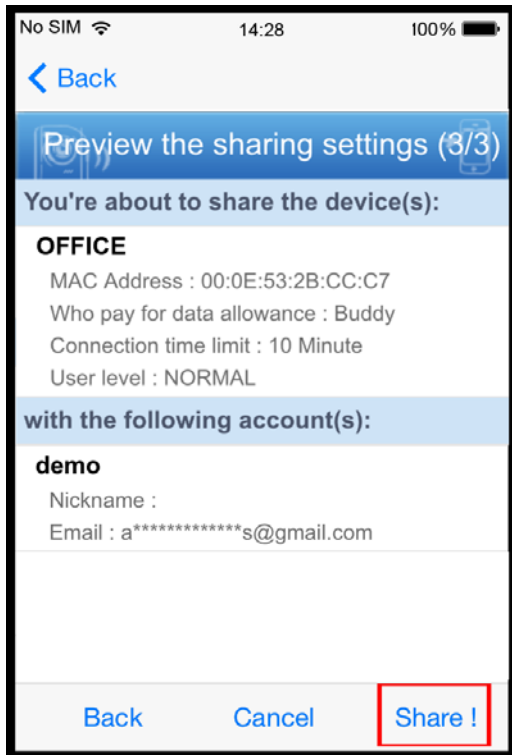 No SIM 14:28 100%
Back
Preview the sharing settings (3/3)
You're about to share the device(s):
OFFICE
MAC Address : 00:0E:53:2B:CC:C7
Who pay for data allowance : Buddy
Connection time limit : 10 Minute
User level : NORMAL
with the following account(s):
demo
Nickname :
Email : a*************s@gmail.com
Back Cancel Share !